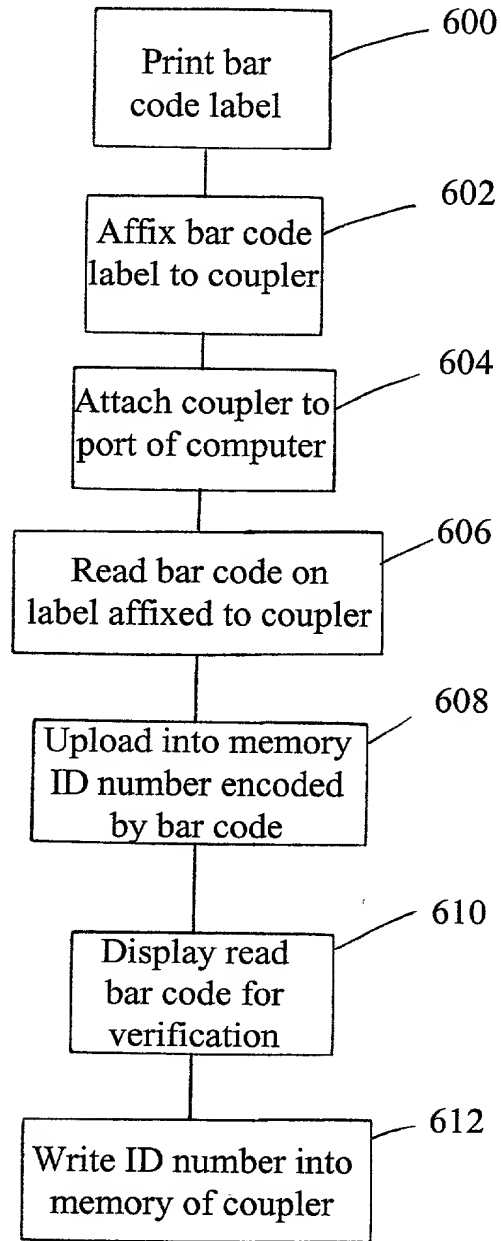 600
Print bar
code label
602
Affix bar code
label to coupler
604
Attach coupler to
port of computer
606
Read bar code on
label affixed to coupler
608
Upload into memory
ID number encoded
by bar code
610
Display read
bar code for
verification
612
Write ID number into
memory of coupler